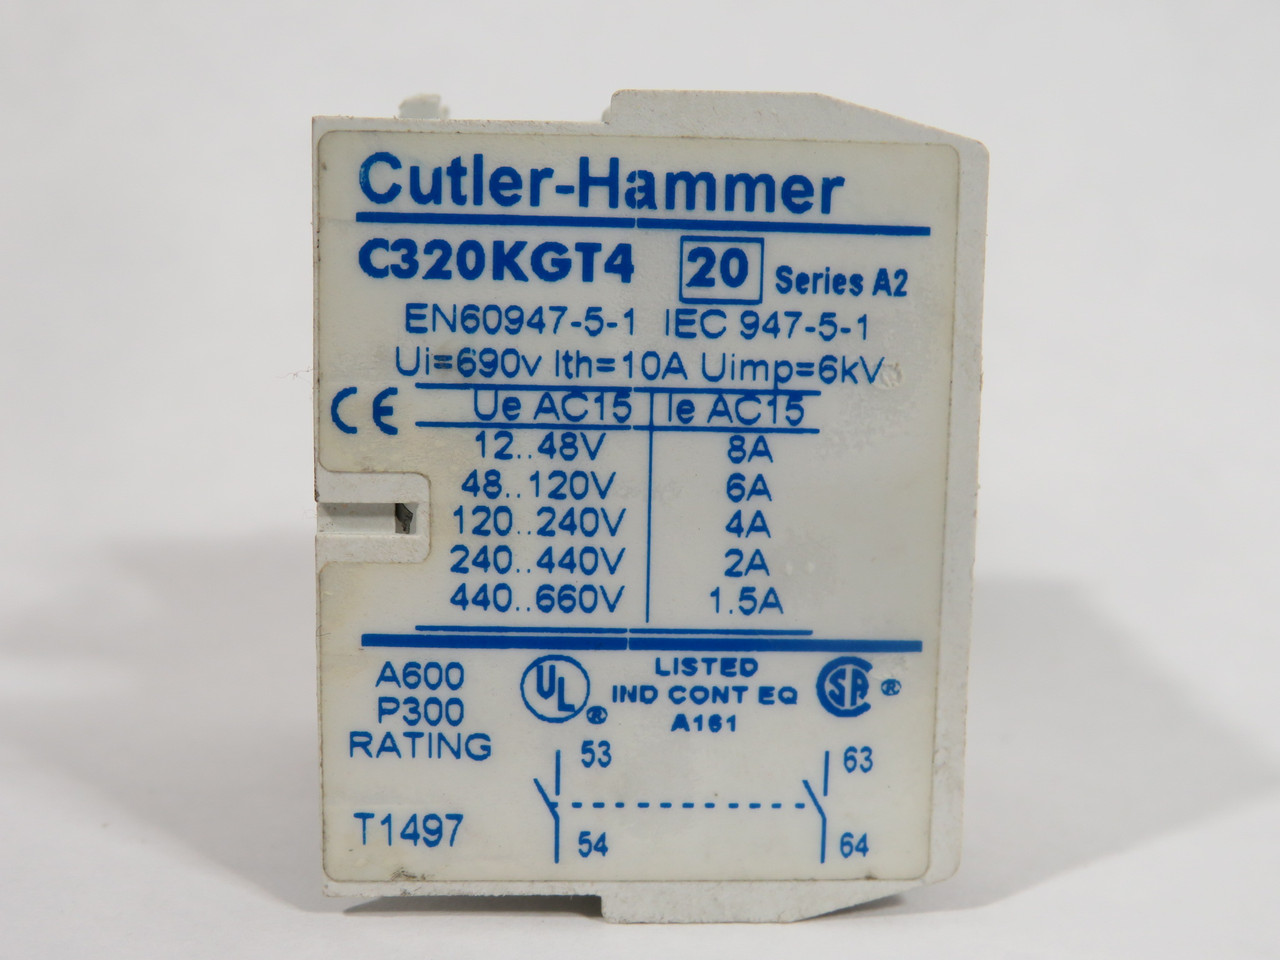 Cutler-Hammer
C320KGT4 20 Series A2
EN60947-5-1 IEC 947-5-1
Ui=690v Ith=10A Uimp=6kV
CE Ue AC15 Ie AC15
12..48V 8A
48..120V 6A
120..240V 4A
240..440V 2A
440..660V 1.5A
A600 UL® LISTED CSA®
P300 IND CONT EQ
RATING A161
53 63
T1497 54 64